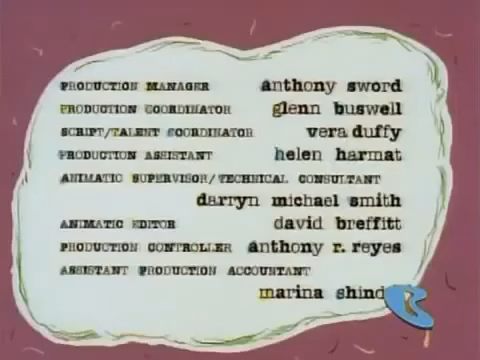 PRODUCTION MANAGER anthony sword
PRODUCTION COORDINATOR glenn buswell
SCRIPT/TALENT COORDINATOR vera duffy
PRODUCTION ASSISTANT helen harmat
ANIMATIC SUPERVISOR/TECHNICAL CONSULTANT
darryn michael smith
ANIMATIC EDITOR david breffitt
PRODUCTION CONTROLLER anthony r. reyes
ASSISTANT PRODUCTION ACCOUNTANT
marina